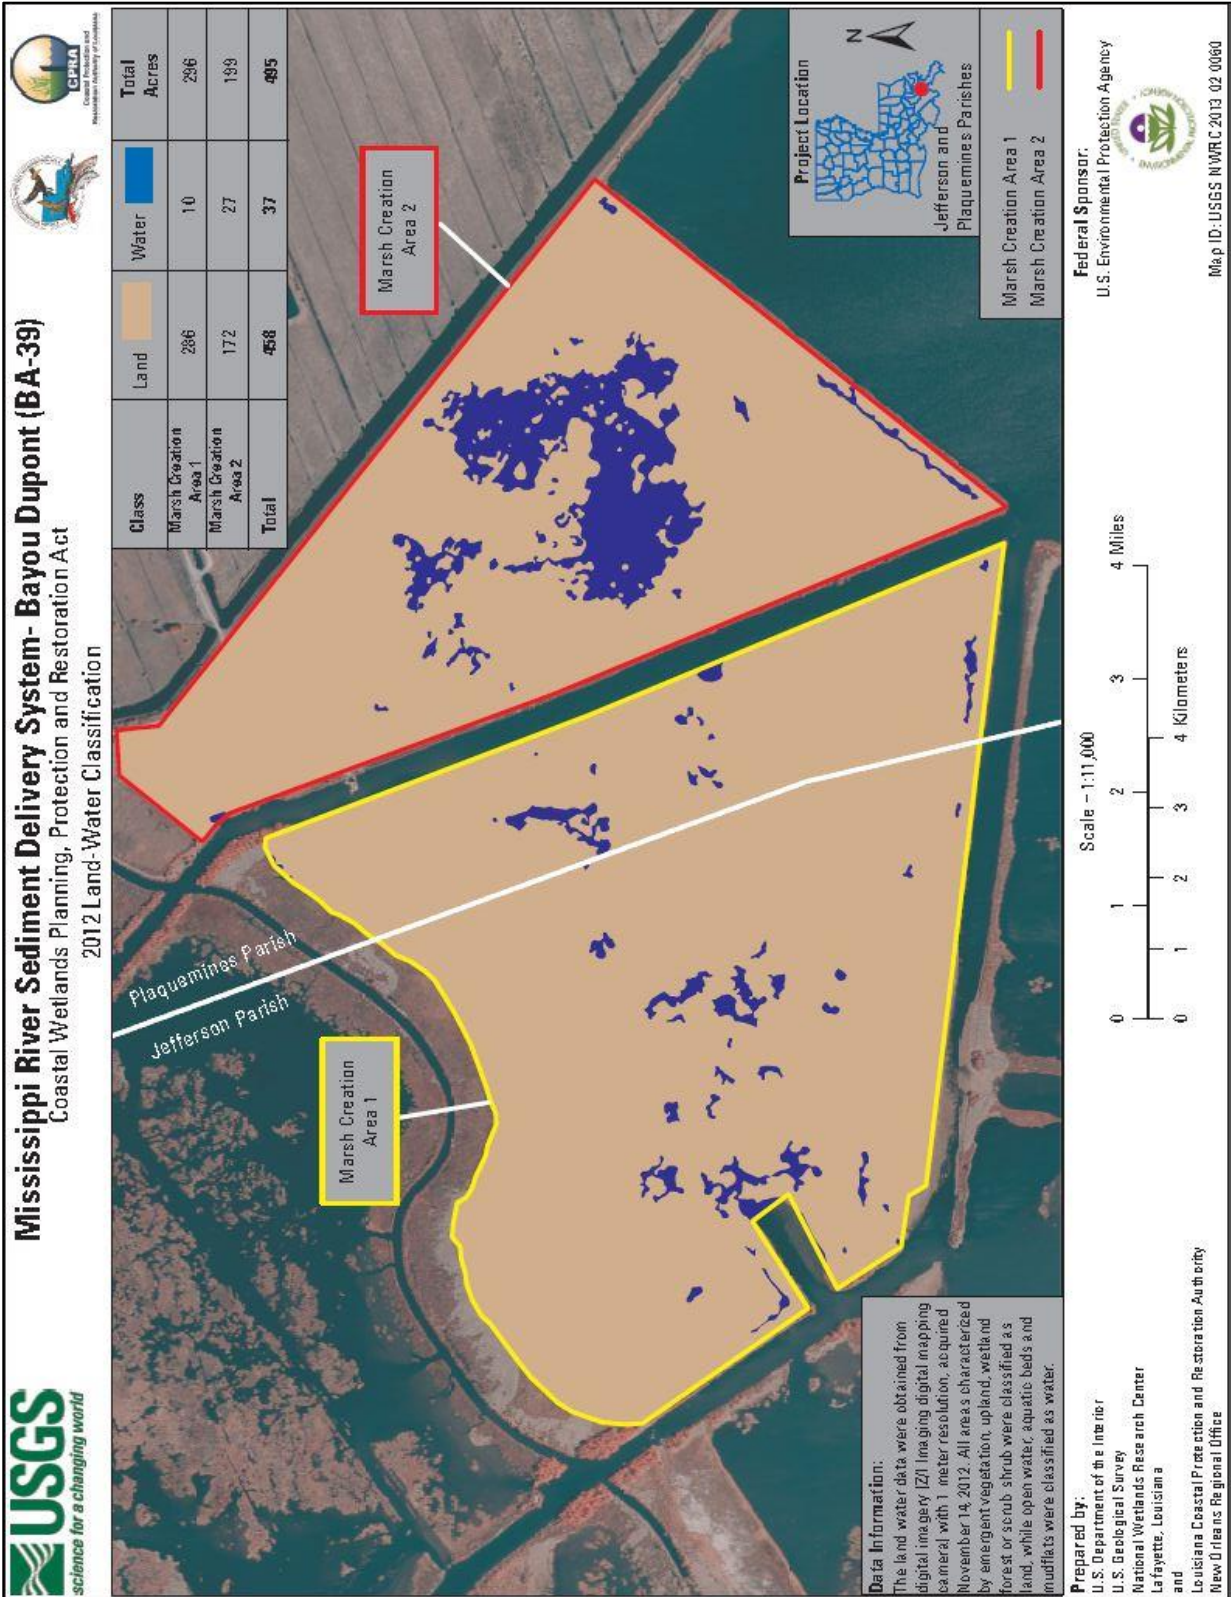 USGS
science for a changing world
Mississippi River Sediment Delivery System- Bayou Dupont (BA-39)
Coastal Wetlands Planning, Protection and Restoration Act
2012 Land-Water Classification
CPRA
Coastal Protection and
Restoration Authority of Louisiana
Class Land Water Total Acres
Marsh Creation Area 1 286 10 296
Marsh Creation Area 2 172 27 199
Total 458 37 495
Marsh Creation
Area 2
Plaquemines Parish
Jefferson Parish
Marsh Creation
Area 1
Project Location
N
Jefferson and
Plaquemines Parishes
Marsh Creation Area 1
Marsh Creation Area 2
Data Information:
The land water data were obtained from
digital imagery [Z/I Imaging digital mapping
camera] with 1 meter resolution, acquired
November 14, 2012. All areas characterized
by emergent vegetation, upland, wetland
forest or scrub shrub were classified as
land, while open water, aquatic beds and
mudflats were classified as water.
Prepared by:
U.S. Department of the Interior
U.S. Geological Survey
National Wetlands Research Center
Lafayette, Louisiana
and
Louisiana Coastal Protection and Restoration Authority
New Orleans Regional Office
Scale - 1:11,000
0 1 2 3 4 Miles
0 1 2 3 4 Kilometers
Federal Sponsor:
U.S. Environmental Protection Agency
Map ID: USGS NWRC 2013 02 0060